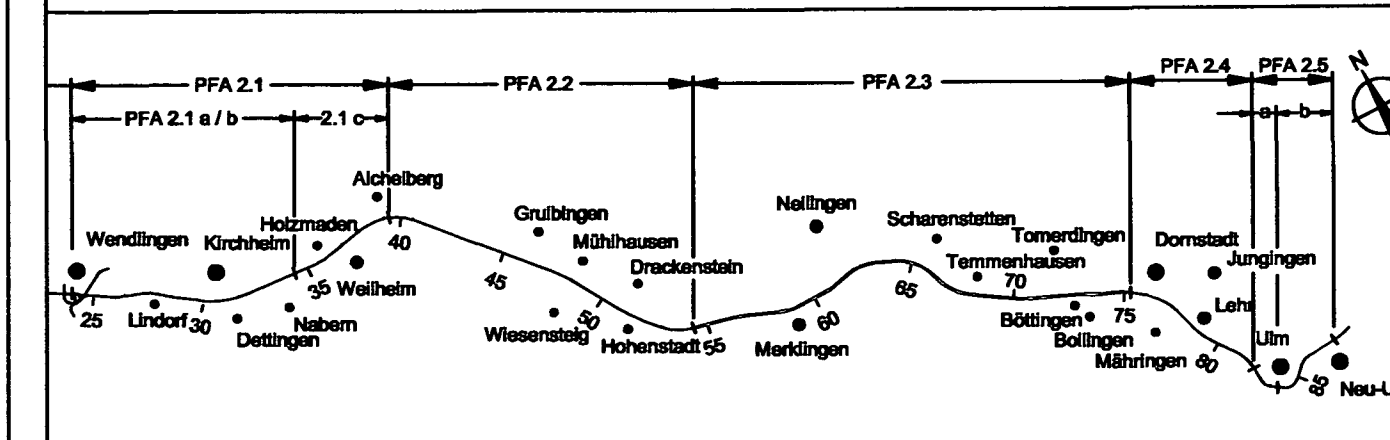 PFA 2.1
PFA 2.2
PFA 2.3
PFA 2.4
PFA 2.5
N
PFA 2.1 a / b
2.1 c
a
b
Aichelberg
Holzmaden
Wendlingen
Kirchheim
40
35
Weilheim
25
Lindorf
30
Dettingen
Nabern
Gruibingen
Mühlhausen
Drackenstein
45
50
Wiesensteig
Hohenstadt
55
Nellingen
Scharenstetten
Tomerdingen
Temmenhausen
65
70
60
Merklingen
Dornstadt
Jungingen
Böttingen
75
Bollingen
Mähringen
Lehr
80
Ulm
85
Neu-U